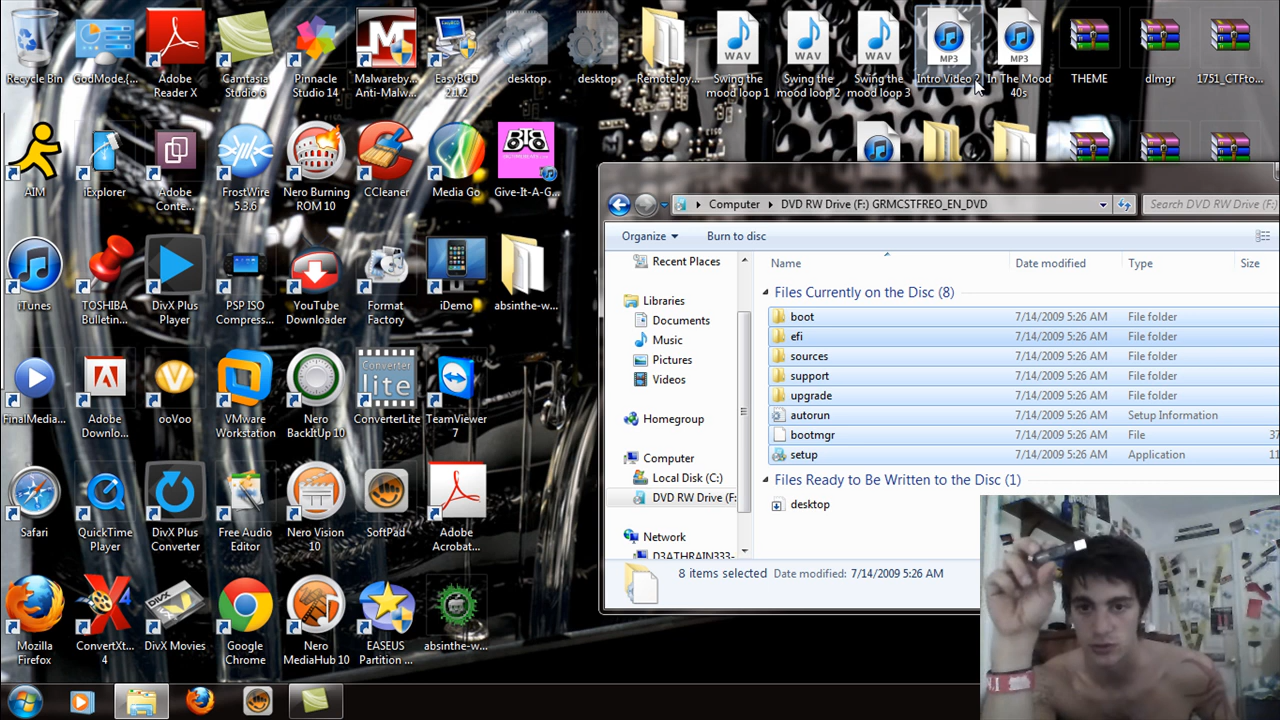 Recycle Bin
GodMode.{...
Adobe
Reader X
Camtasia
Studio 6
Pinnacle
Studio 14
Malwareby...
Anti-Malw...
EasyBCD
2.1.2
desktop
desktop
RemoteJoy...
WAV
Swing the
mood loop 1
WAV
Swing the
mood loop 2
WAV
Swing the
mood loop 3
MP3
Intro Video 2
MP3
In The Mood
40s
THEME
dlmgr
1751_CTFto...
AIM
iExplorer
Adobe
Conte...
FrostWire
5.3.6
Nero Burning
ROM 10
CCleaner
Media Go
Give-It-A-G...
iTunes
TOSHIBA
Bulletin...
DivX Plus
Player
PSP ISO
Compress...
YouTube
Downloader
Format
Factory
iDemo
absinthe-w...
FinalMedia...
Adobe
Downlo...
ooVoo
VMware
Workstation
Nero
BackItUp 10
Converter
lite
ConverterLite
TeamViewer
7
Safari
QuickTime
Player
DivX Plus
Converter
Free Audio
Editor
Nero Vision
10
SoftPad
Adobe
Acrobat...
Mozilla
Firefox
ConvertXt...
4
DivX Movies
Google
Chrome
Nero
MediaHub 10
EASEUS
Partition ...
absinthe-w...
Computer
DVD RW Drive (F:) GRMCSTFREO_EN_DVD
Search DVD RW Drive (F:)
Organize
Burn to disc
Recent Places
Libraries
Documents
Music
Pictures
Videos
Homegroup
Computer
Local Disk (C:)
DVD RW Drive (F:
Network
D3ATHRAIN333-
Name Date modified Type Size
Files Currently on the Disc (8)
boot 7/14/2009 5:26 AM File folder
efi 7/14/2009 5:26 AM File folder
sources 7/14/2009 5:26 AM File folder
support 7/14/2009 5:26 AM File folder
upgrade 7/14/2009 5:26 AM File folder
autorun 7/14/2009 5:26 AM Setup Information
bootmgr 7/14/2009 5:26 AM File 37
setup 7/14/2009 5:26 AM Application 11
Files Ready to Be Written to the Disc (1)
desktop
8 items selected Date modified: 7/14/2009 5:26 AM